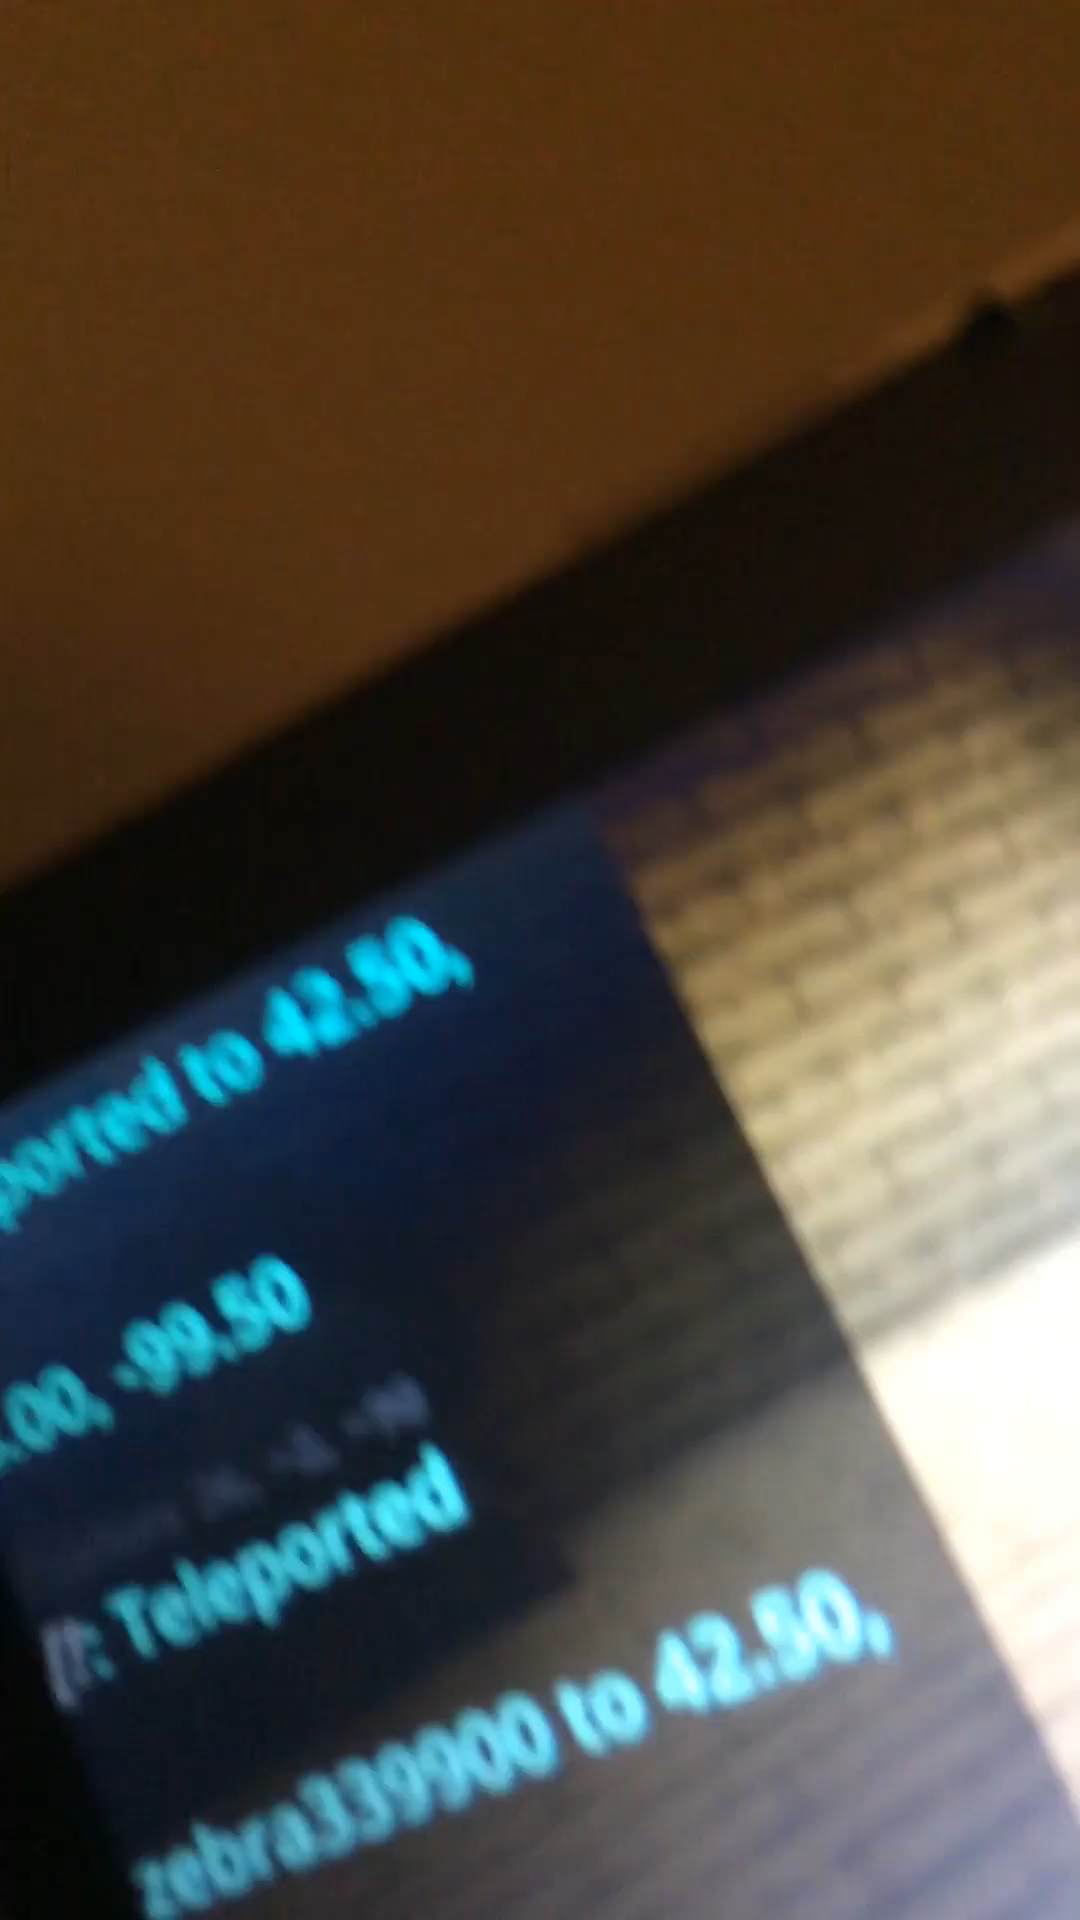 ported to 42.50,
.00, -99.50
: Teleported
zebra339900 to 42.50,